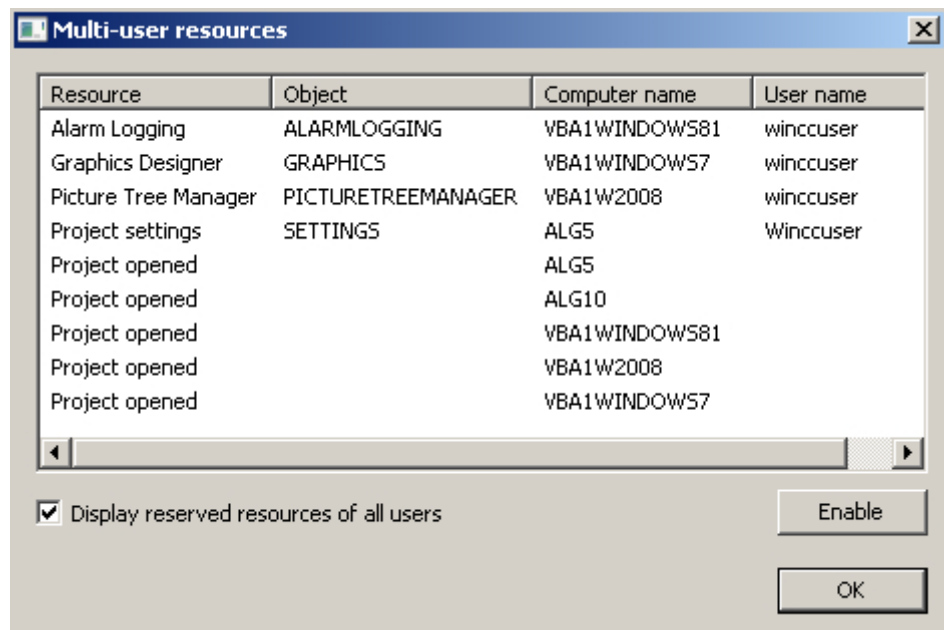 Multi-user resources
Resource Object Computer name User name
Alarm Logging ALARMLOGGING VBA1WINDOWS81 winccuser
Graphics Designer GRAPHICS VBA1WINDOWS7 winccuser
Picture Tree Manager PICTURETREEMANAGER VBA1W2008 winccuser
Project settings SETTINGS ALG5 Winccuser
Project opened ALG5
Project opened ALG10
Project opened VBA1WINDOWS81
Project opened VBA1W2008
Project opened VBA1WINDOWS7
Display reserved resources of all users
Enable
OK